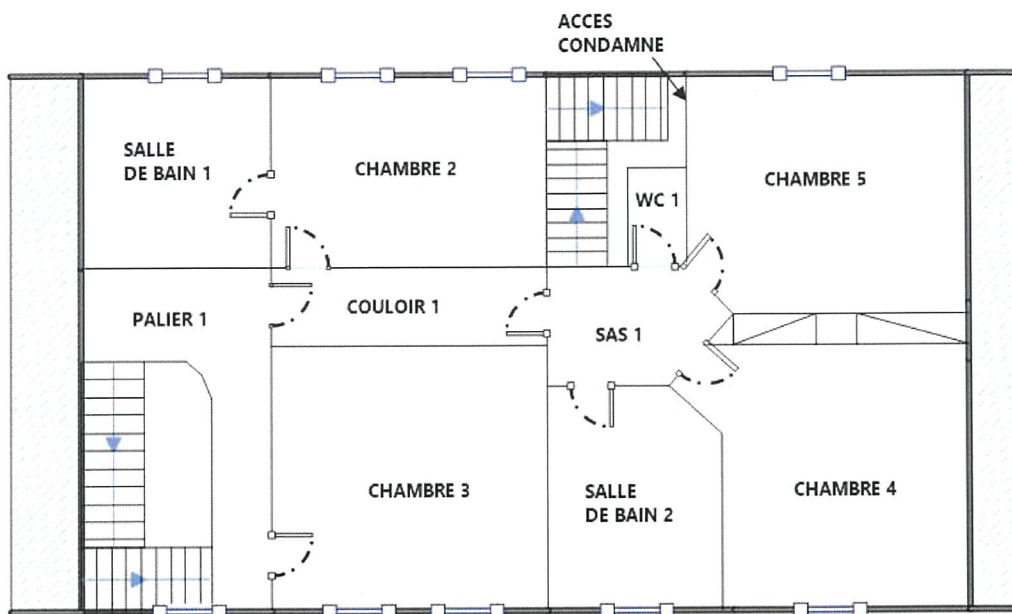 ACCES
CONDAMNE
SALLE
DE BAIN 1
CHAMBRE 2
WC 1
CHAMBRE 5
PALIER 1
COULOIR 1
SAS 1
CHAMBRE 3
SALLE
DE BAIN 2
CHAMBRE 4